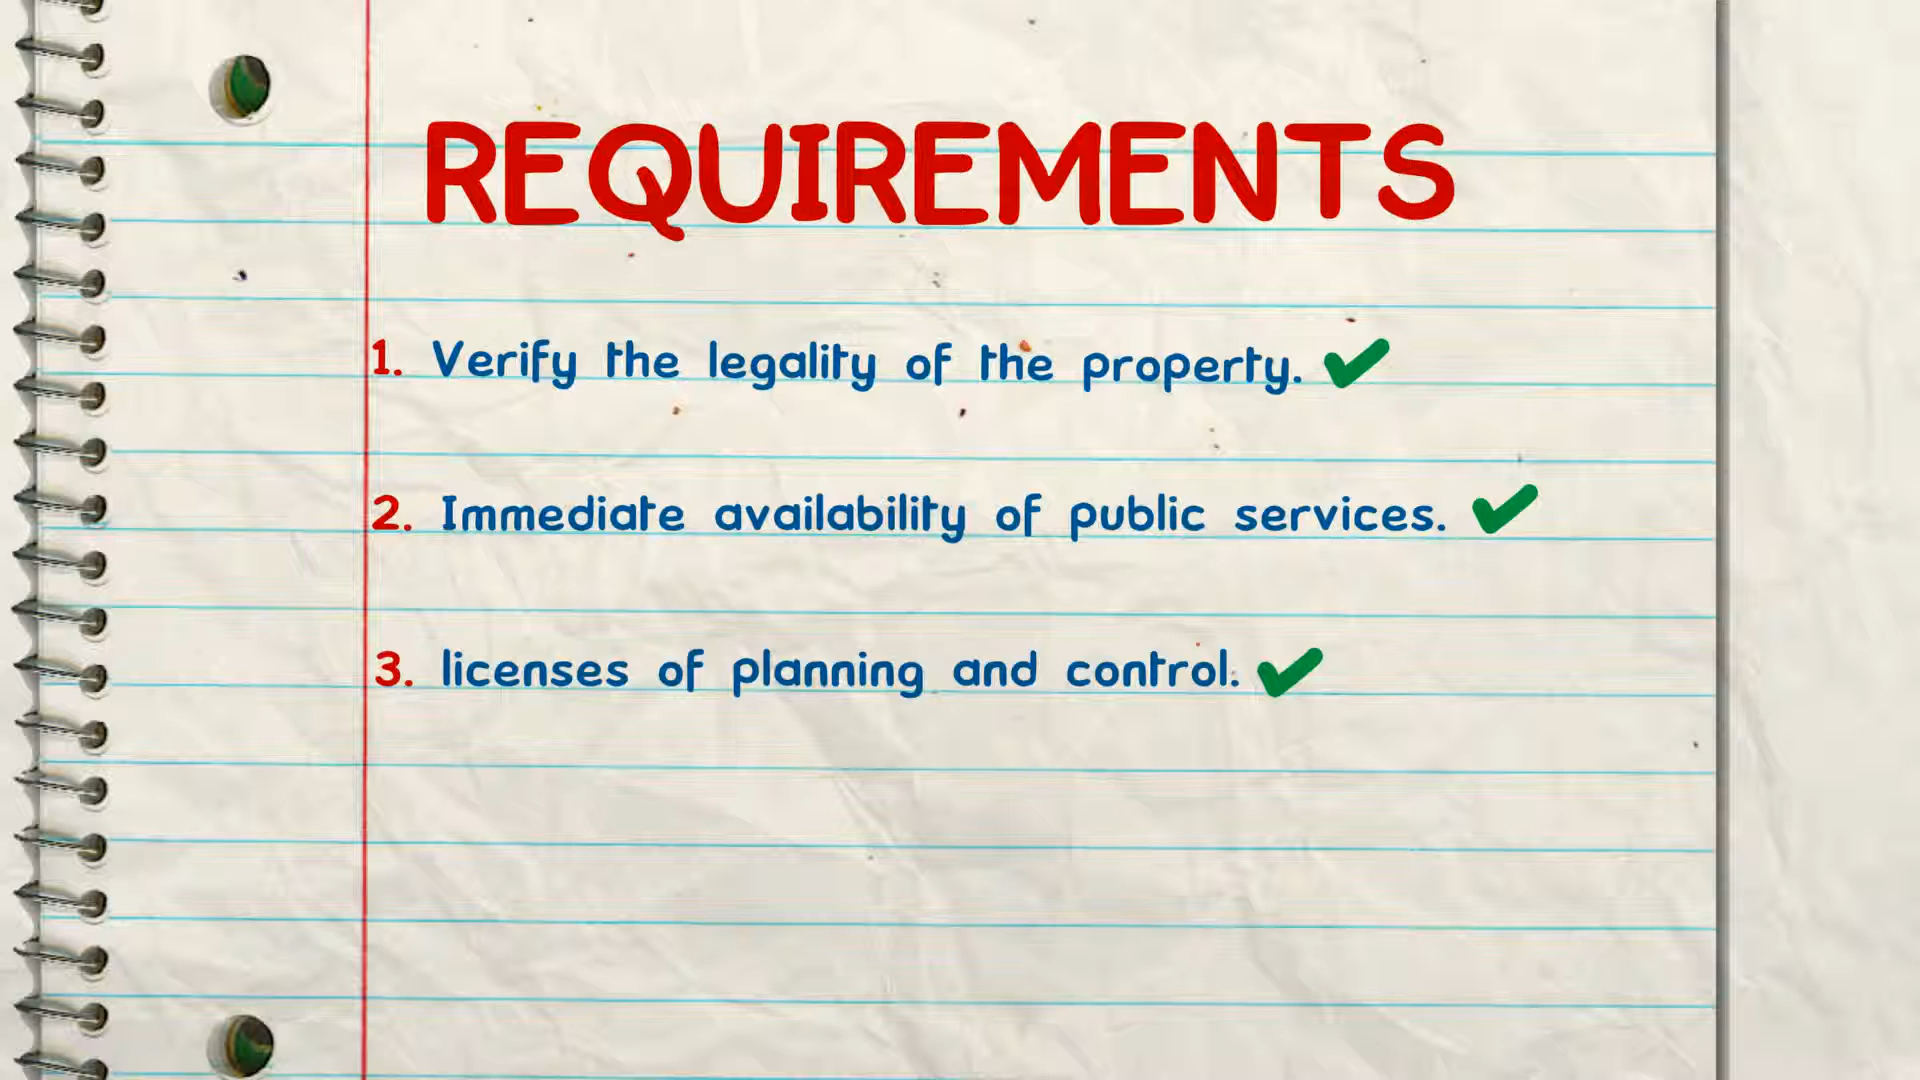 REQUIREMENTS
1. Verify the legality of the property. ✔
2. Immediate availability of public services. ✔
3. licenses of planning and control. ✔